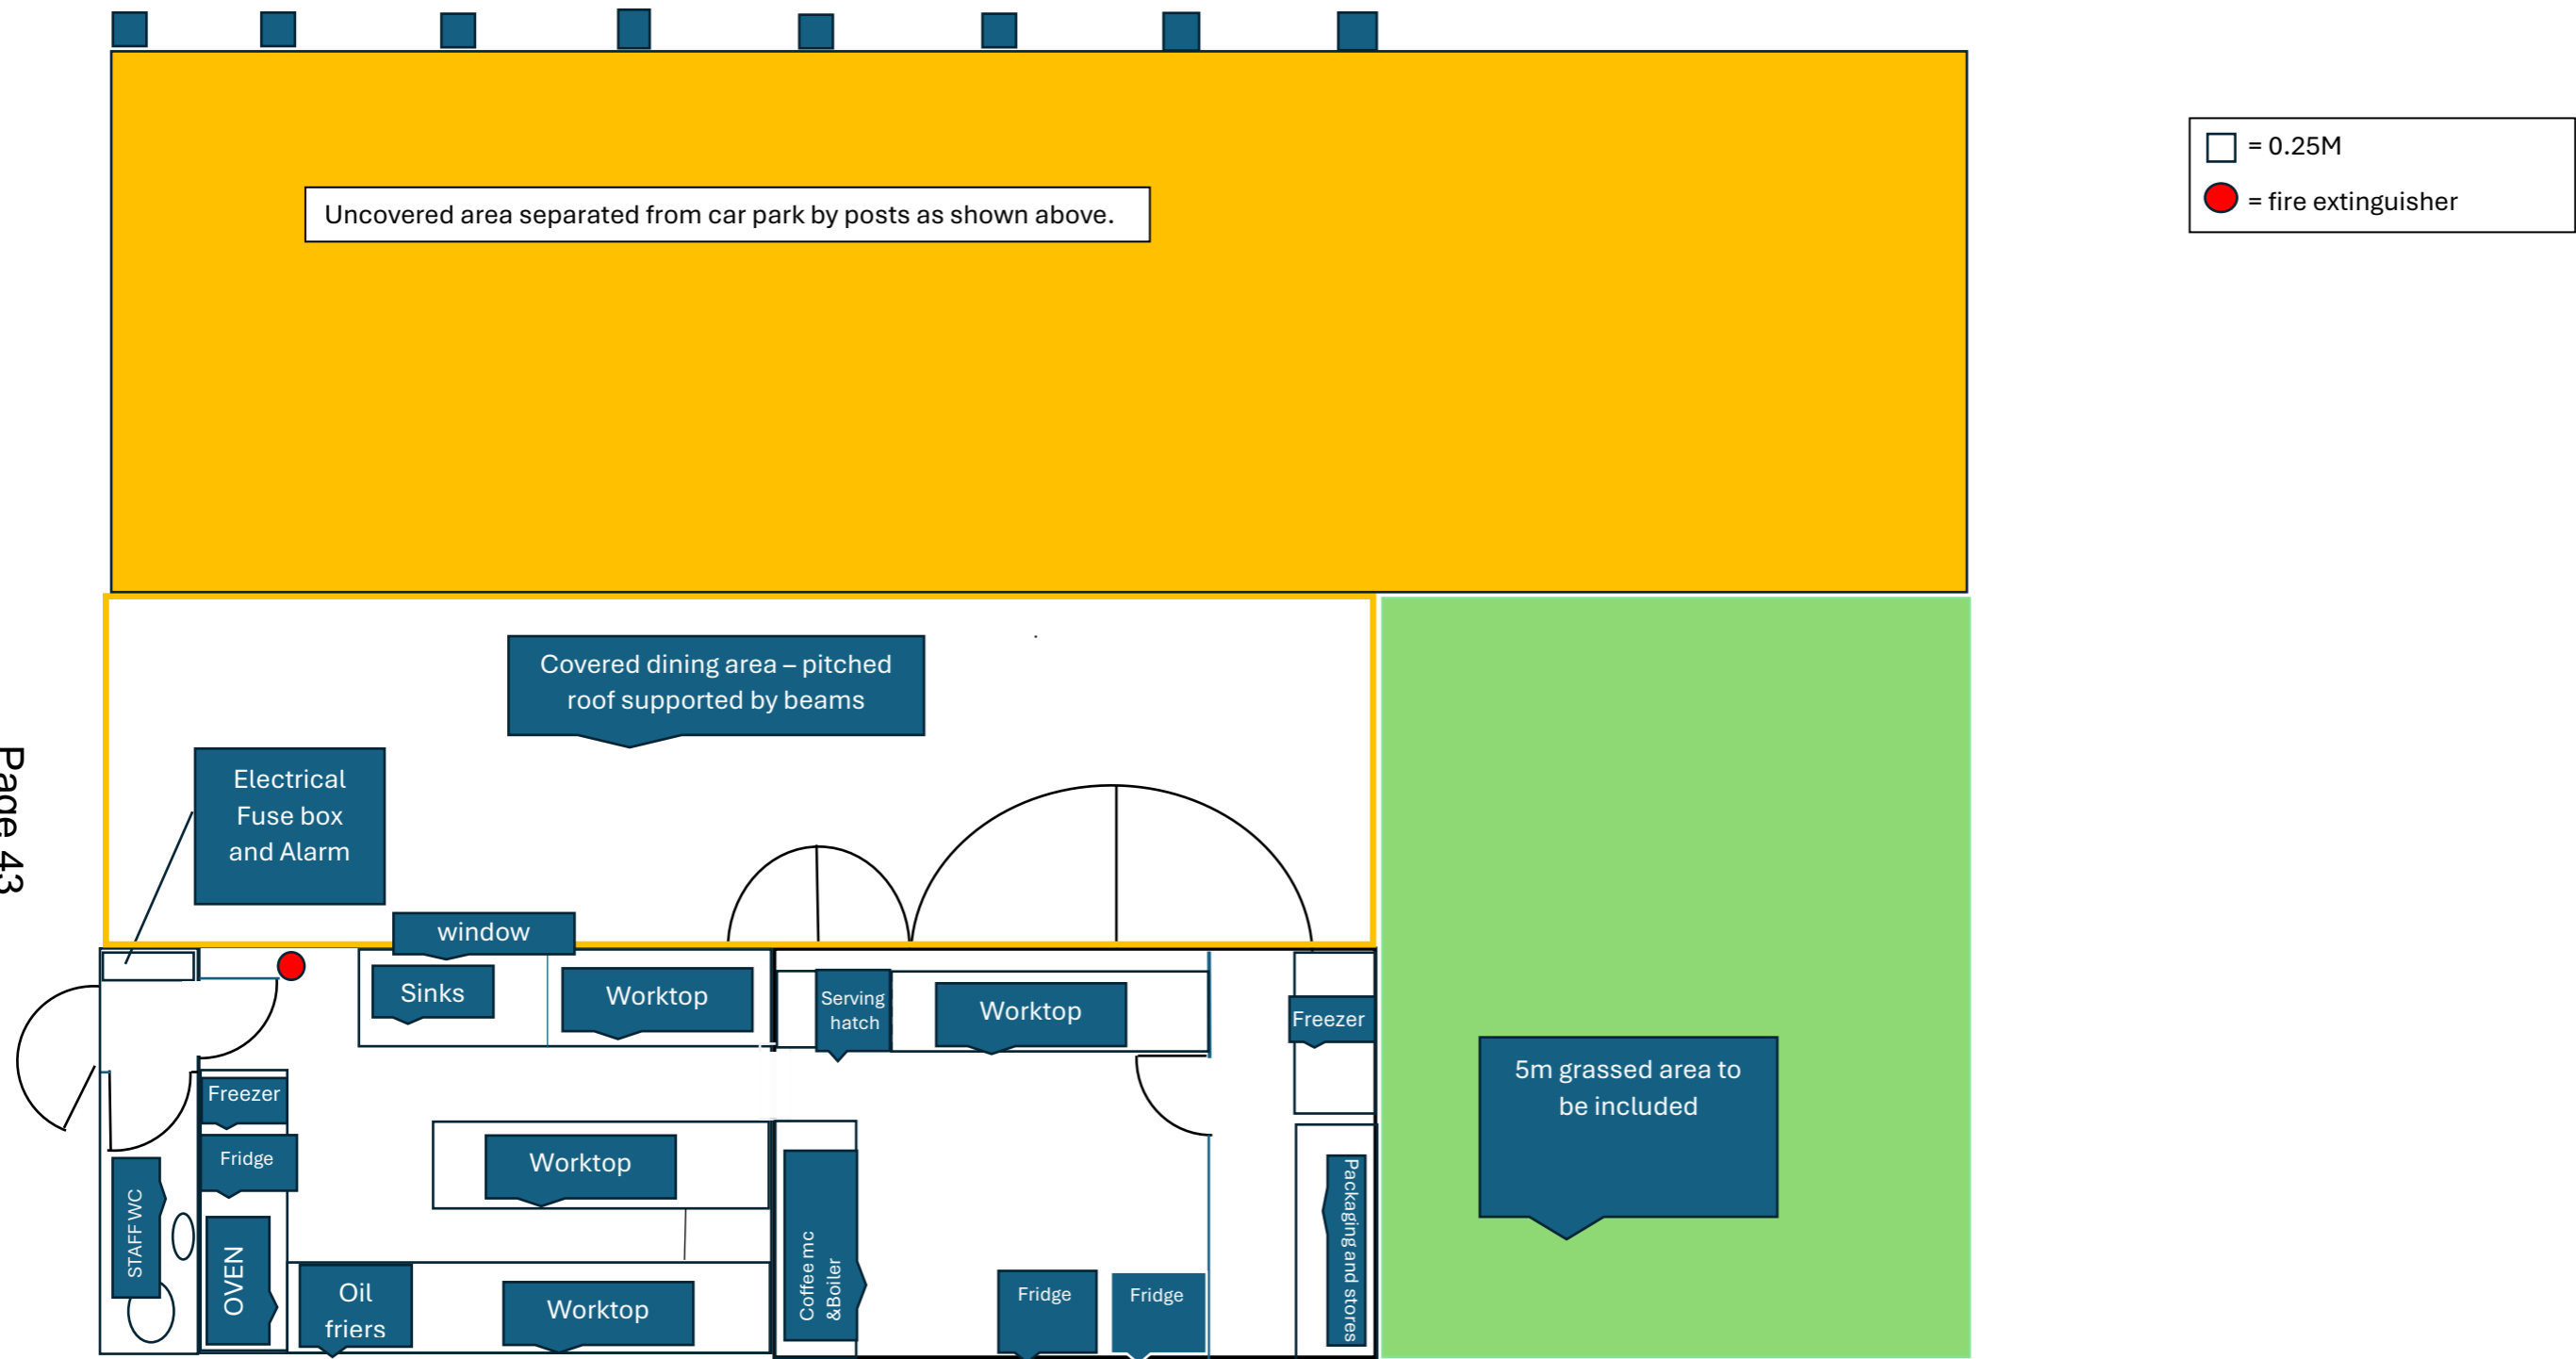 = 0.25M
= fire extinguisher
Uncovered area separated from car park by posts as shown above.
Covered dining area – pitched
roof supported by beams
Electrical
Fuse box
and Alarm
Page 43
window
Sinks
Worktop
Serving
hatch
Worktop
Freezer
5m grassed area to
be included
Freezer
Fridge
Worktop
STAFF WC
OVEN
Oil
friers
Worktop
Coffee mc
&Boiler
Fridge
Fridge
Packaging and stores